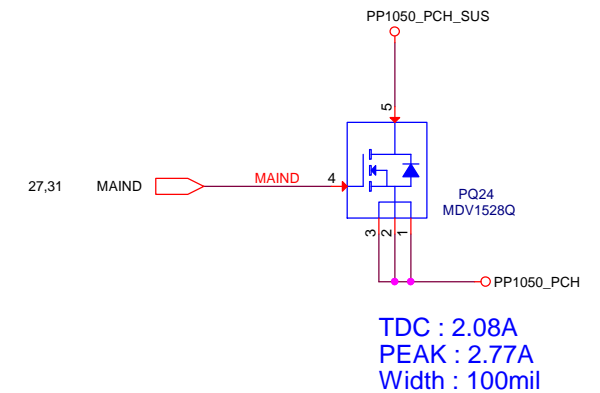 PP1050_PCH_SUS
5
27,31 MAIND MAIND 4
PQ24
MDV1528Q
3 2 1
PP1050_PCH
TDC : 2.08A
PEAK : 2.77A
Width : 100mil